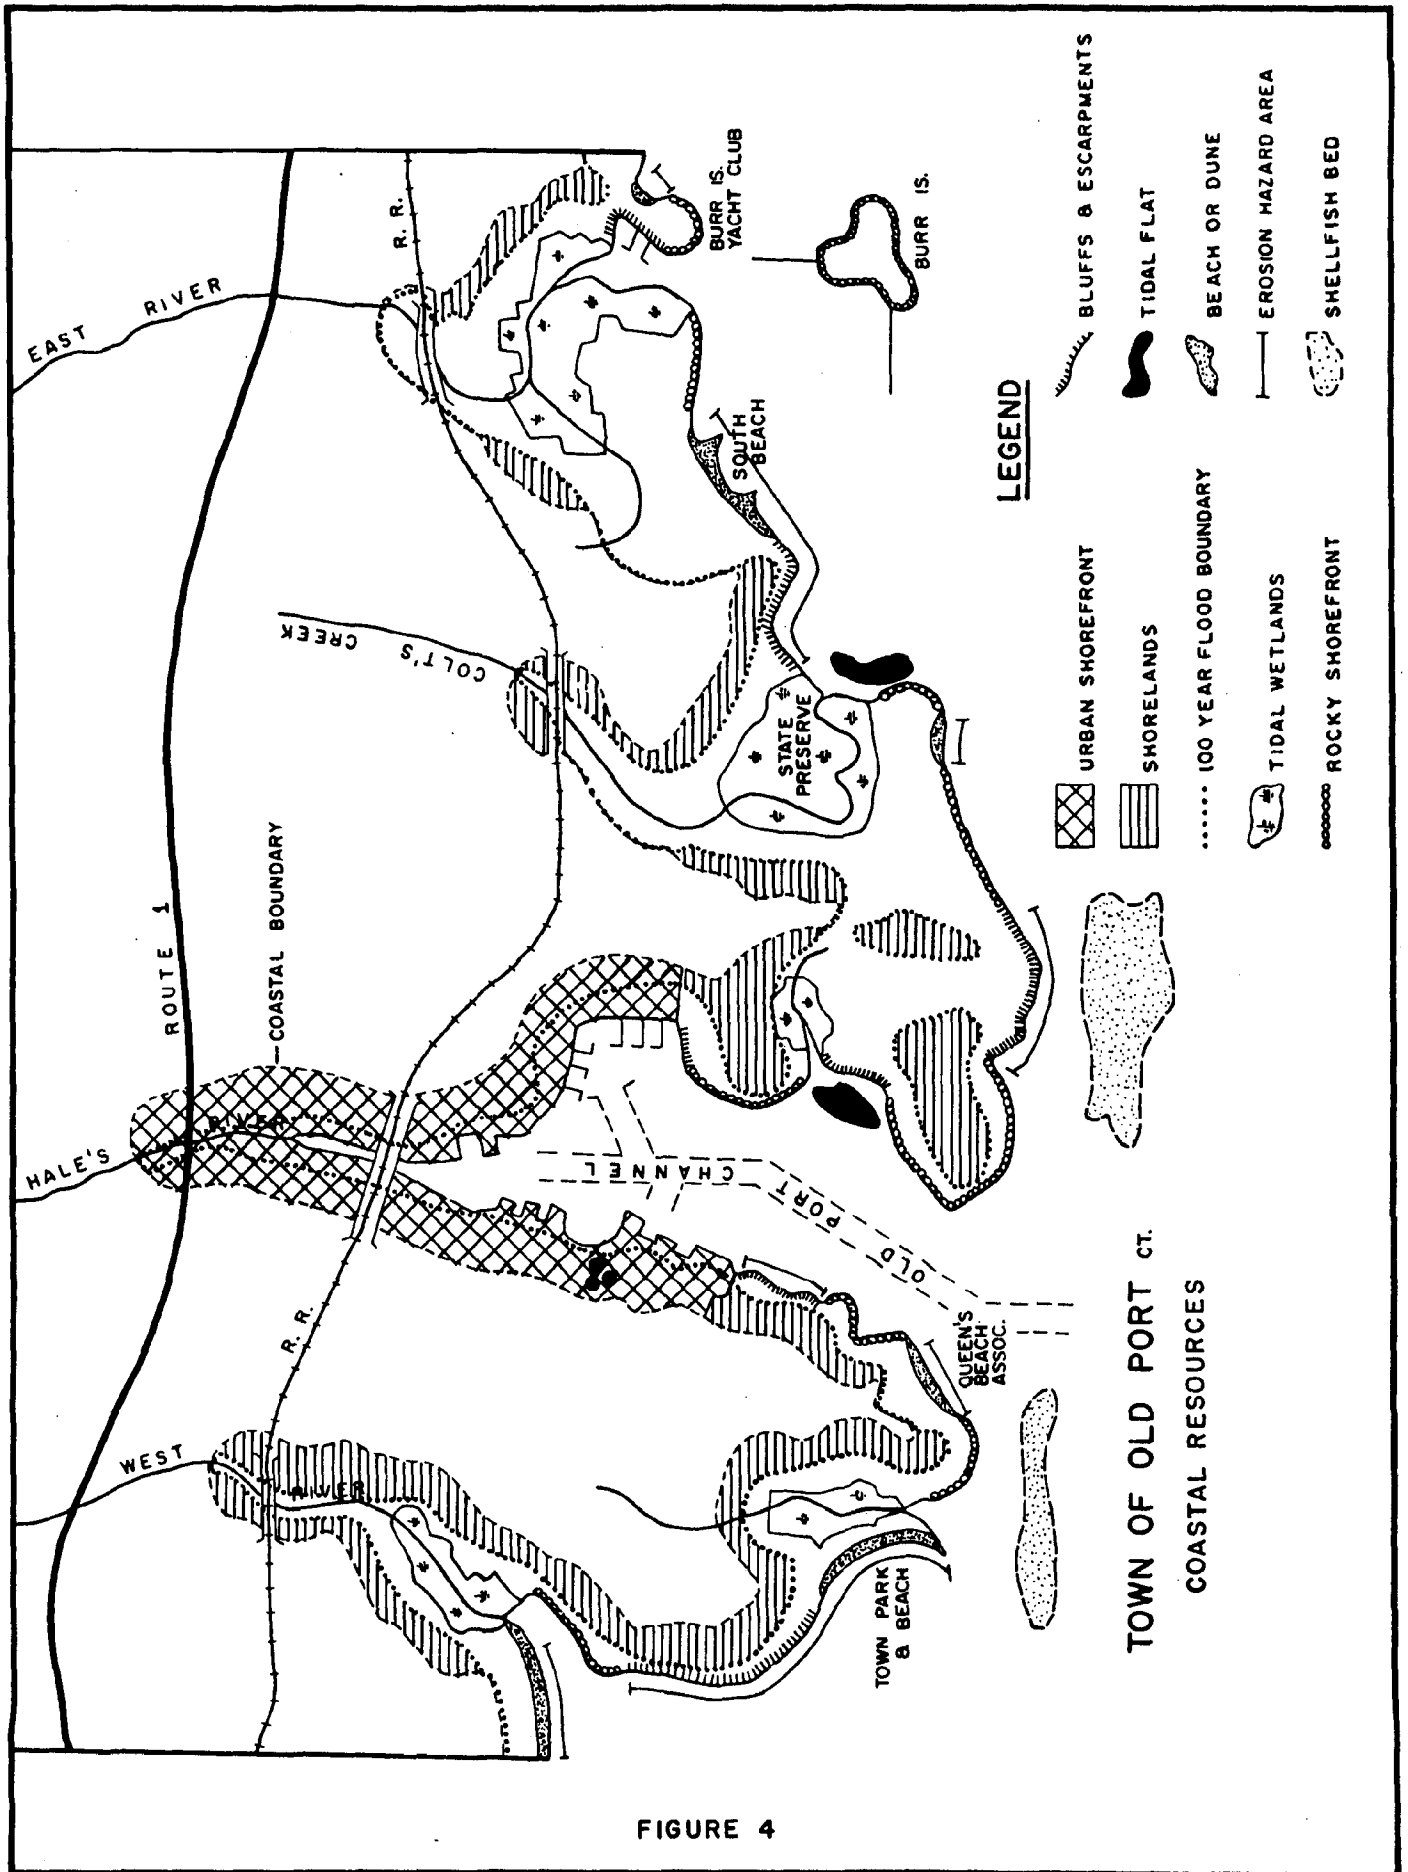 EAST RIVER
R. R.
ROUTE 1
COASTAL BOUNDARY
HALE'S RIVER
WEST RIVER
R. R.
COLT'S CREEK
BURR IS.
YACHT CLUB
BURR IS.
SOUTH
BEACH
STATE
PRESERVE
OLD PORT CHANNEL
QUEEN'S
BEACH
ASSOC.
TOWN PARK
& BEACH
LEGEND
URBAN SHOREFRONT
SHORELANDS
100 YEAR FLOOD BOUNDARY
TIDAL WETLANDS
ROCKY SHOREFRONT
BLUFFS & ESCARPMENTS
TIDAL FLAT
BEACH OR DUNE
EROSION HAZARD AREA
SHELLFISH BED
TOWN OF OLD PORT CT.
COASTAL RESOURCES
FIGURE 4